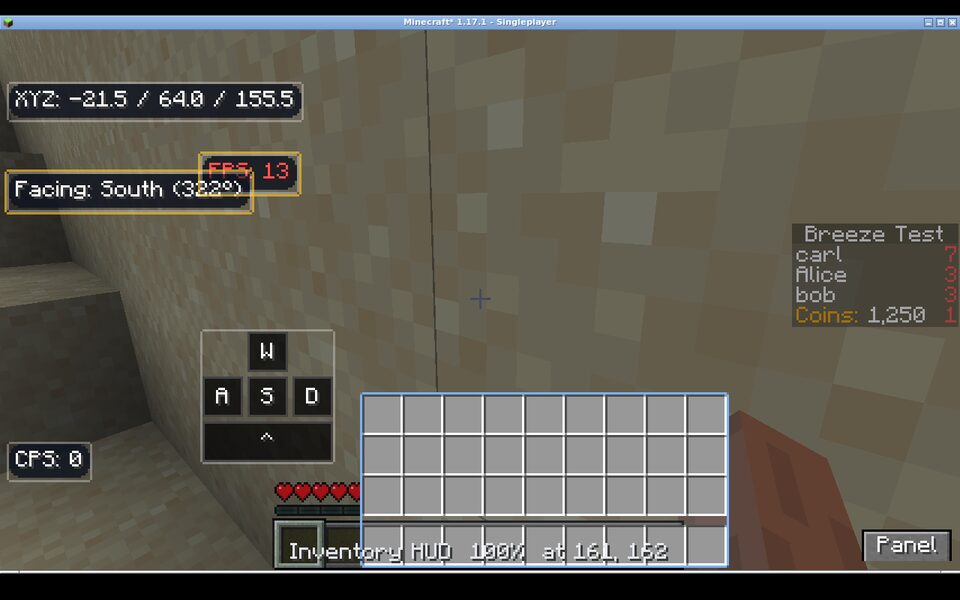 Minecraft* 1.17.1 - Singleplayer
XYZ: -21.5 / 64.0 / 155.5
FPS: 13
Facing: South (322°)
Breeze Test
carl 7
Alice 3
bob 3
Coins: 1,250 1
W
A S D
^
CPS: 0
Inventory HUD 100% at 161, 162
Panel